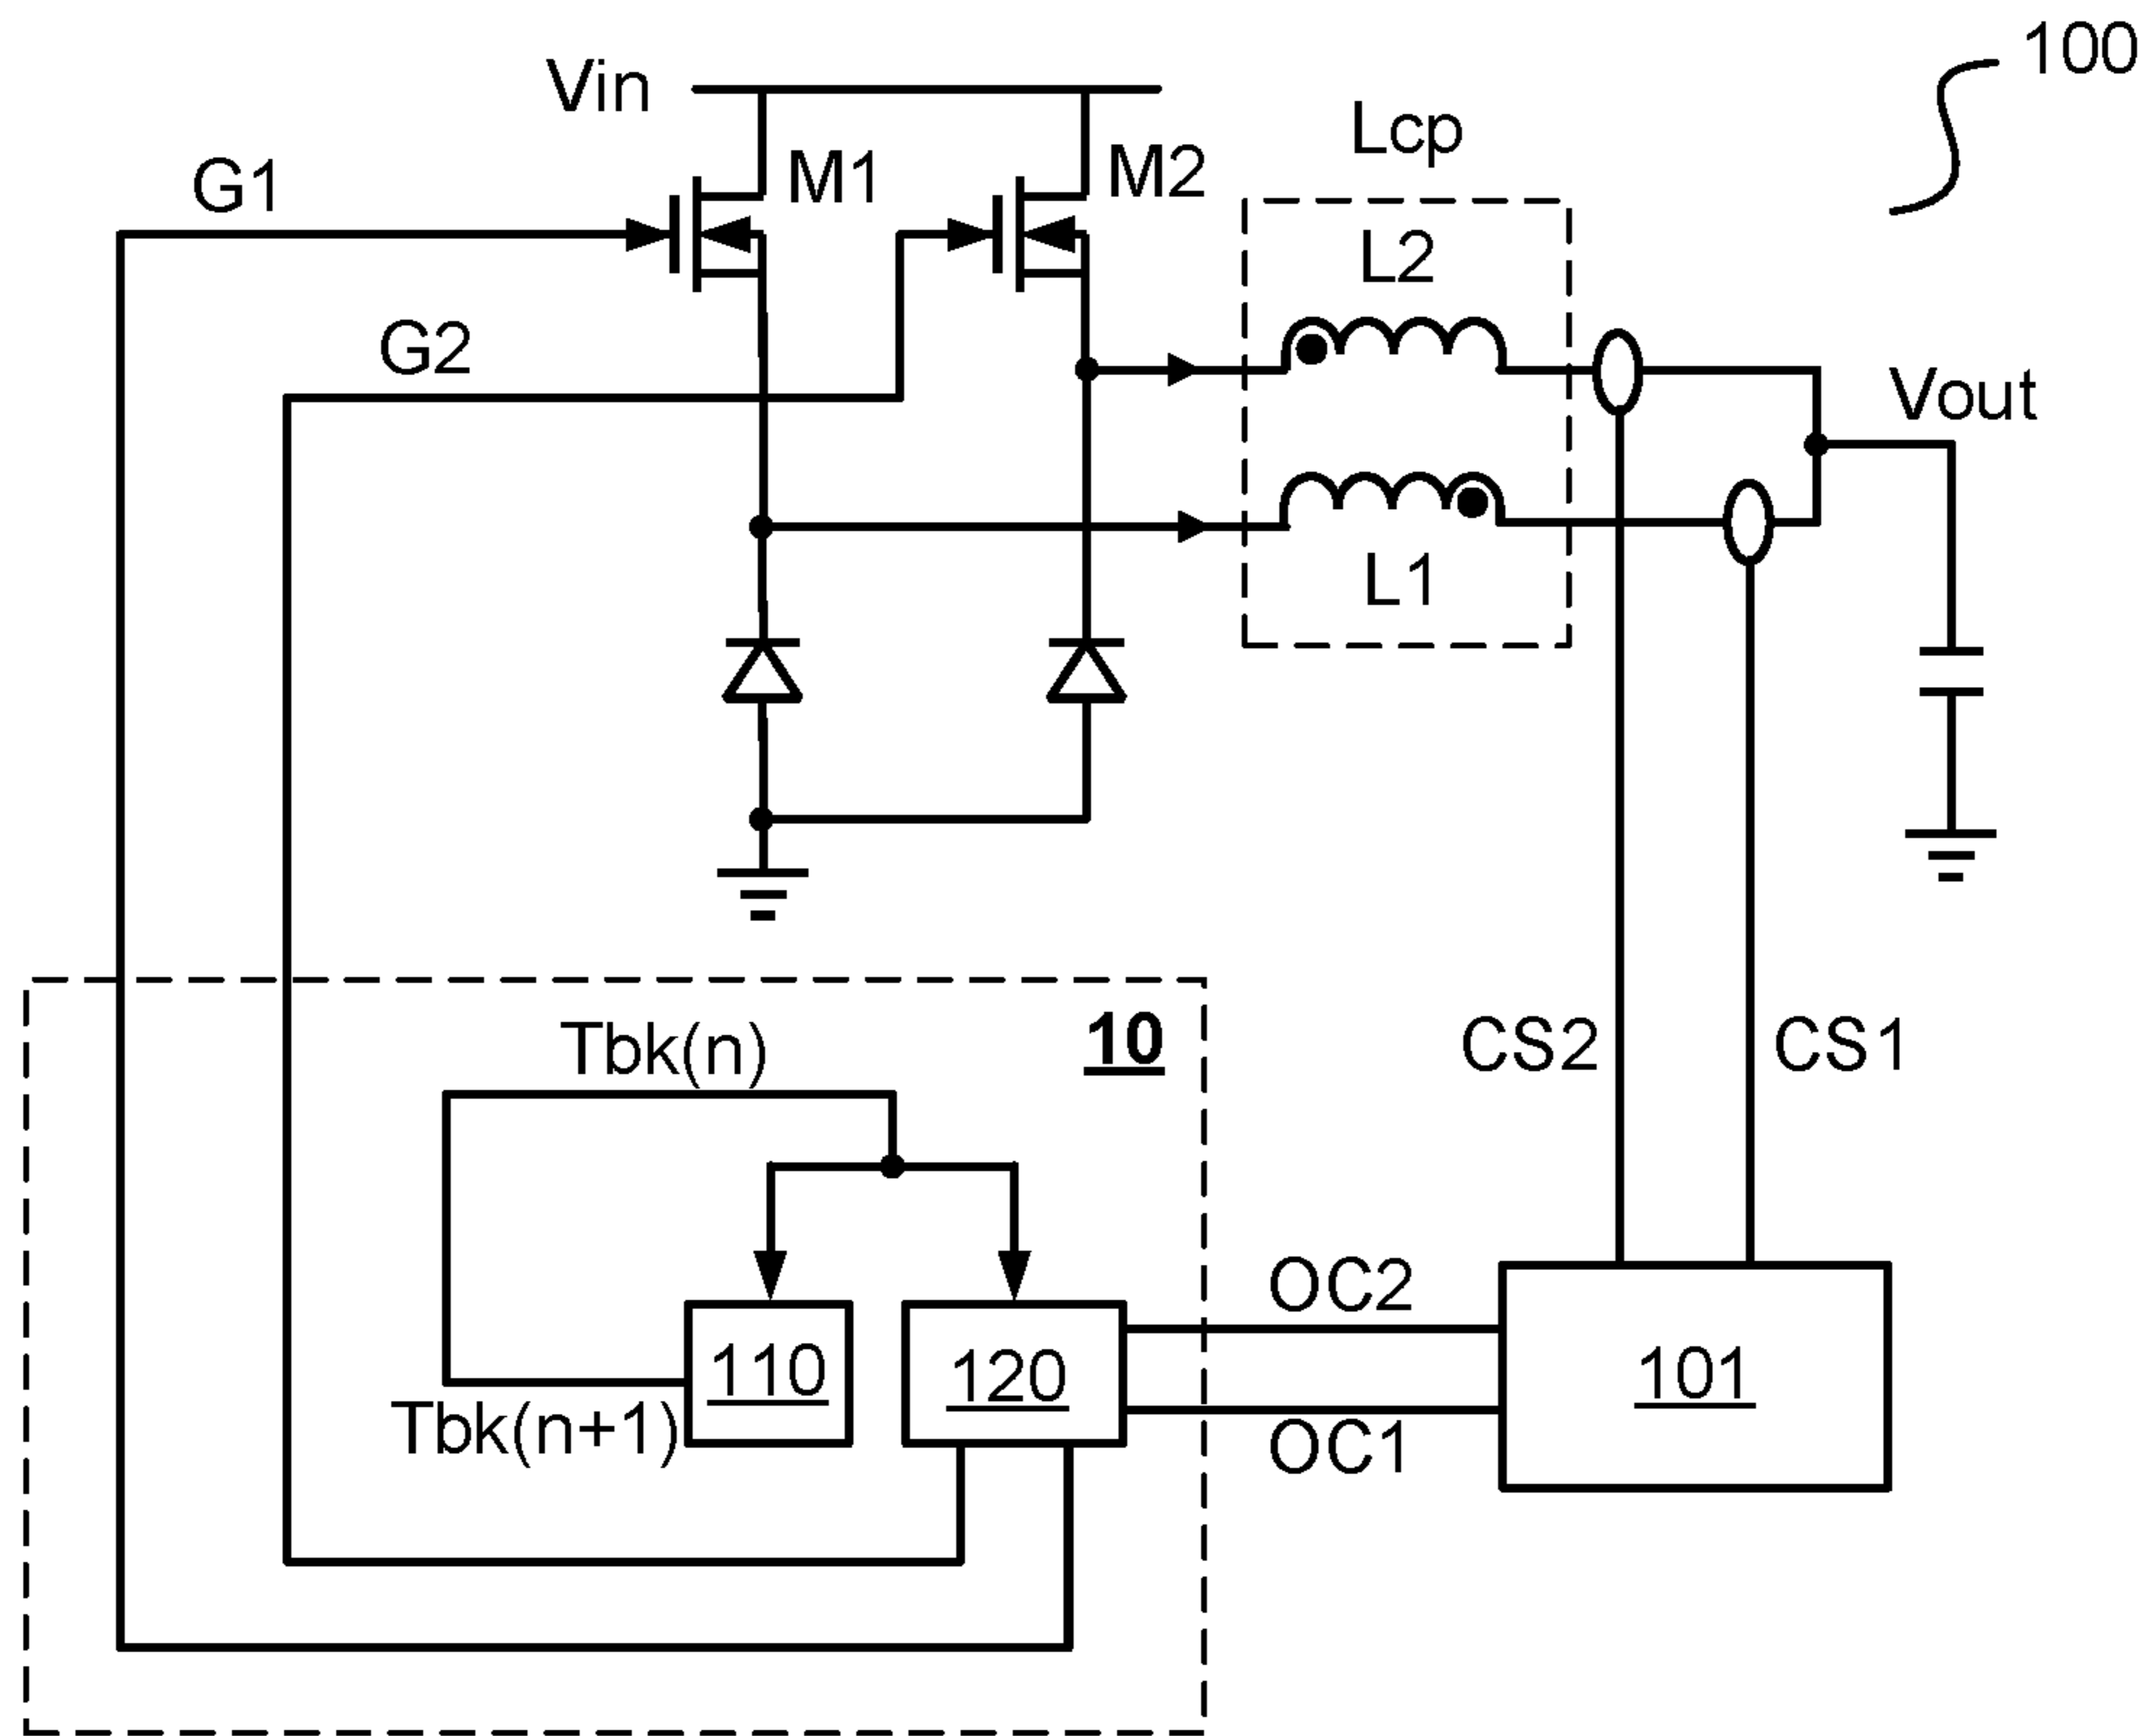 100
Vin
Lcp
M1
M2
G1
L2
G2
Vout
L1
10
Tbk(n)
CS2
CS1
OC2
110
120
101
Tbk(n+1)
OC1